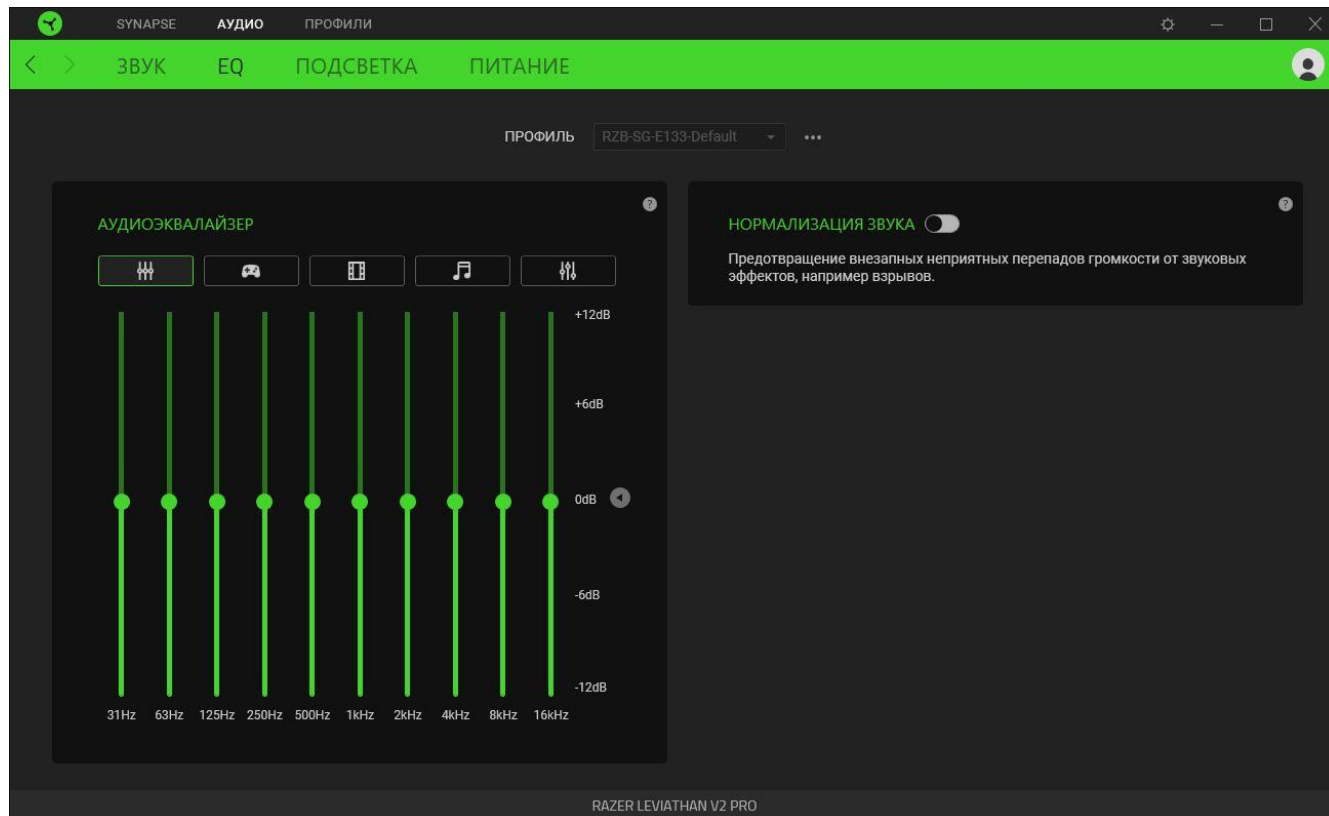 SYNAPSE АУДИО ПРОФИЛИ
ЗВУК EQ ПОДСВЕТКА ПИТАНИЕ
ПРОФИЛЬ RZB-SG-E133-Default
АУДИОЭКВАЛАЙЗЕР
+12dB
+6dB
0dB
-6dB
-12dB
31Hz 63Hz 125Hz 250Hz 500Hz 1kHz 2kHz 4kHz 8kHz 16kHz
НОРМАЛИЗАЦИЯ ЗВУКА
Предотвращение внезапных неприятных перепадов громкости от звуковых
эффектов, например взрывов.
RAZER LEVIATHAN V2 PRO